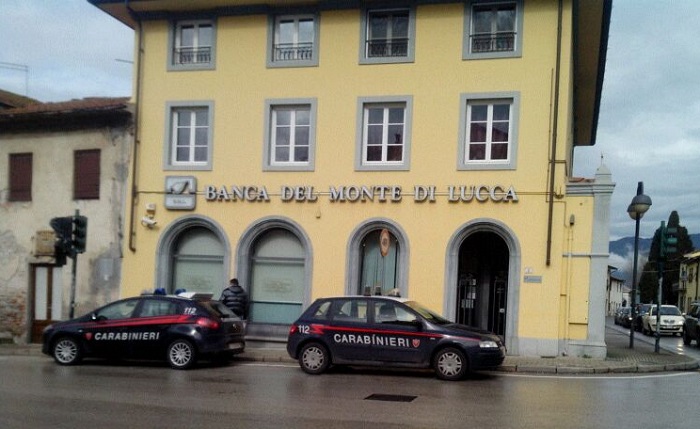 BANCA DEL MONTE DI LUCCA
112
CARABINIERI
112
CARABINIERI